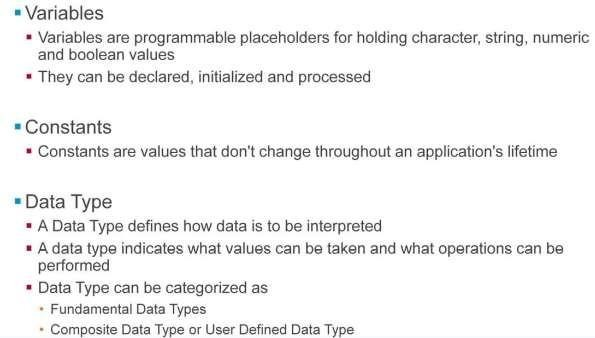 Variables
Variables are programmable placeholders for holding character, string, numeric
and boolean values
They can be declared, initialized and processed
Constants
Constants are values that don't change throughout an application's lifetime
Data Type
A Data Type defines how data is to be interpreted
A data type indicates what values can be taken and what operations can be
performed
Data Type can be categorized as
Fundamental Data Types
Composite Data Type or User Defined Data Type